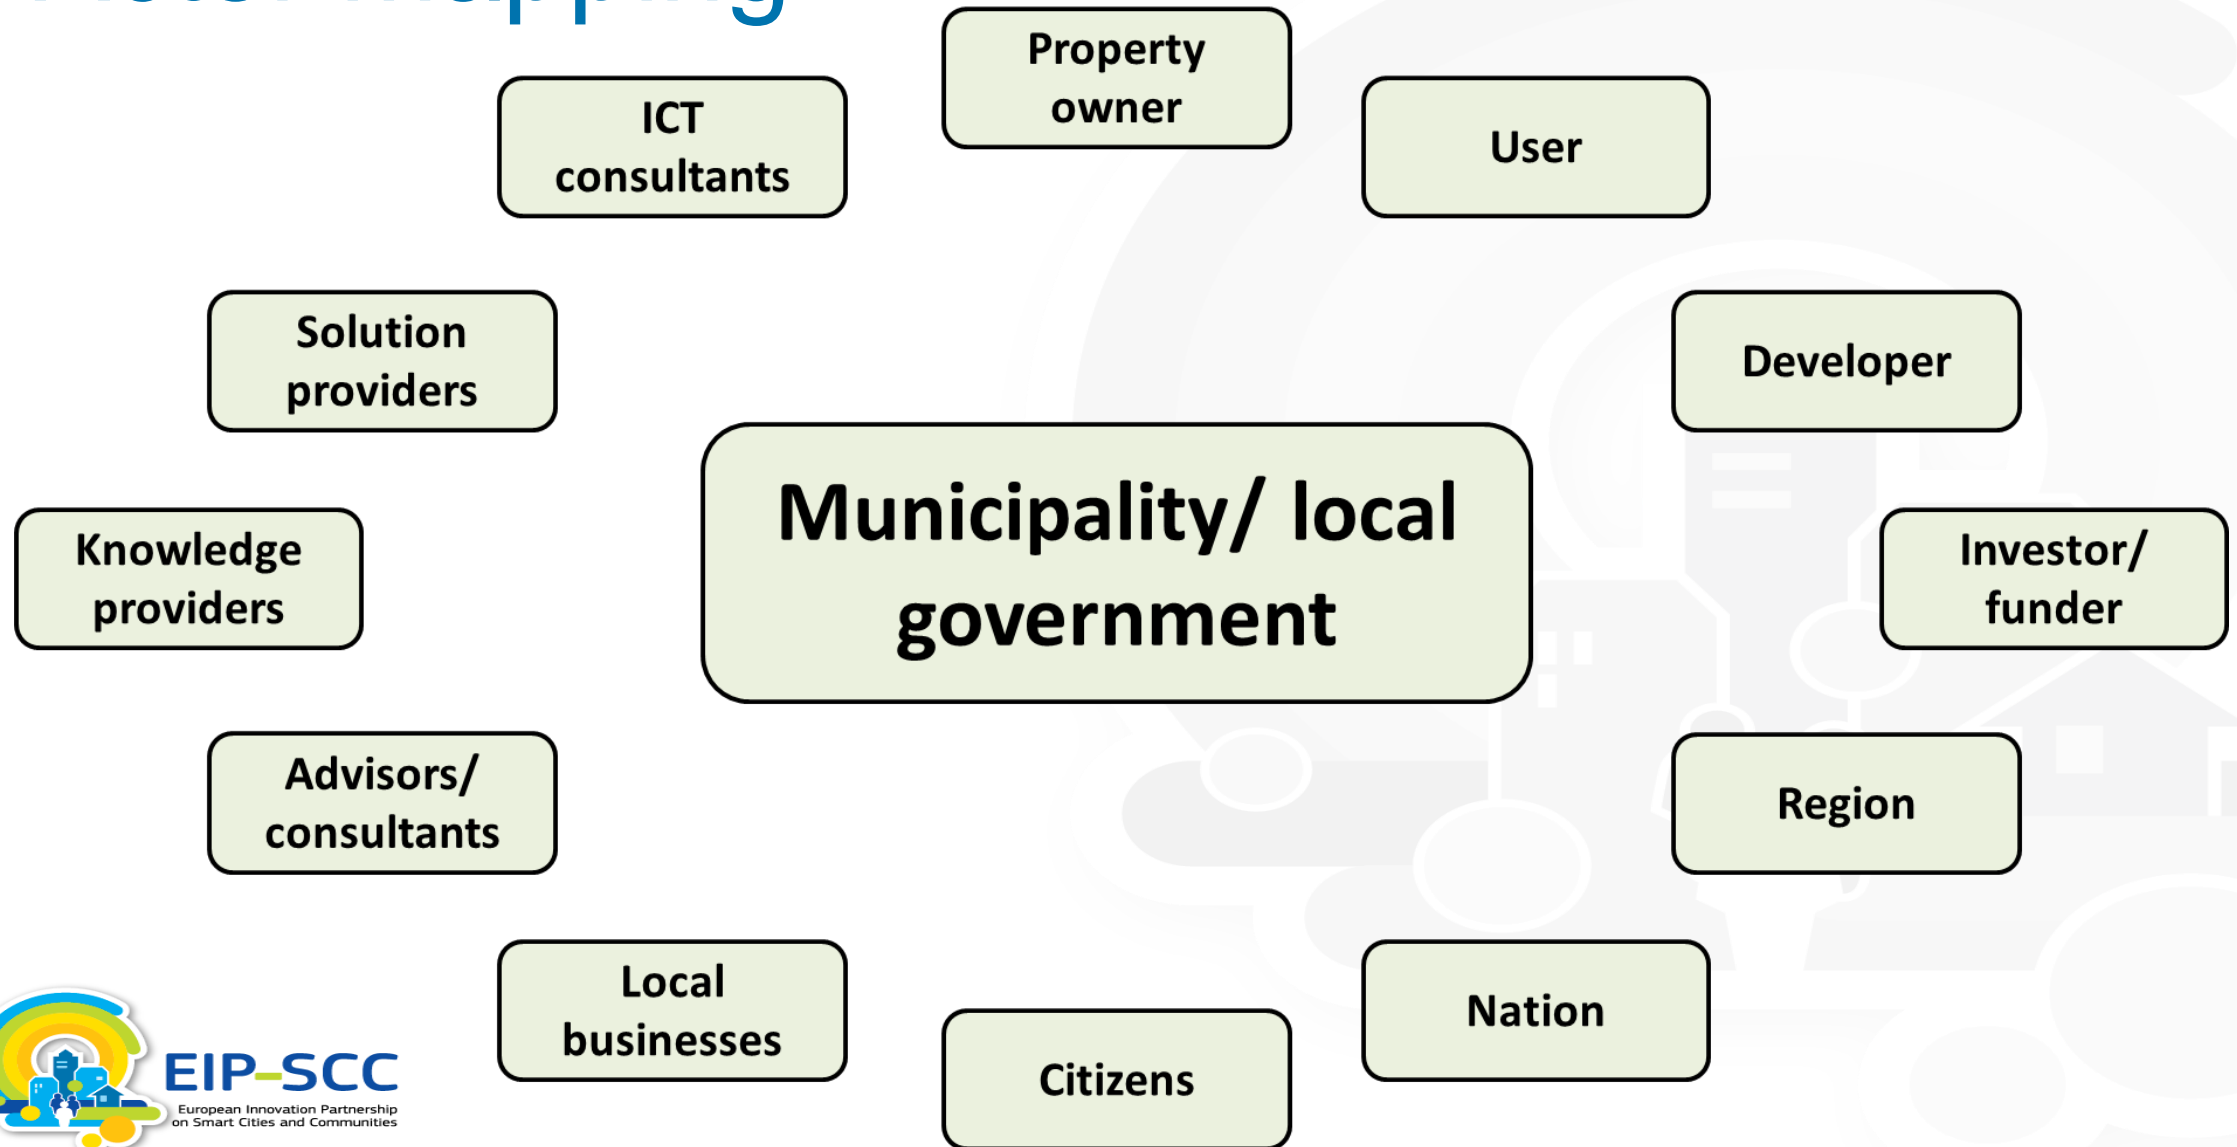 mapping
Property
owner
ICT
consultants
User
Solution
providers
Developer
Municipality/ local
government
Knowledge
providers
Investor/
funder
Advisors/
consultants
Region
Local
businesses
Nation
Citizens
EIP-SCC
European Innovation Partnership
on Smart Cities and Communities